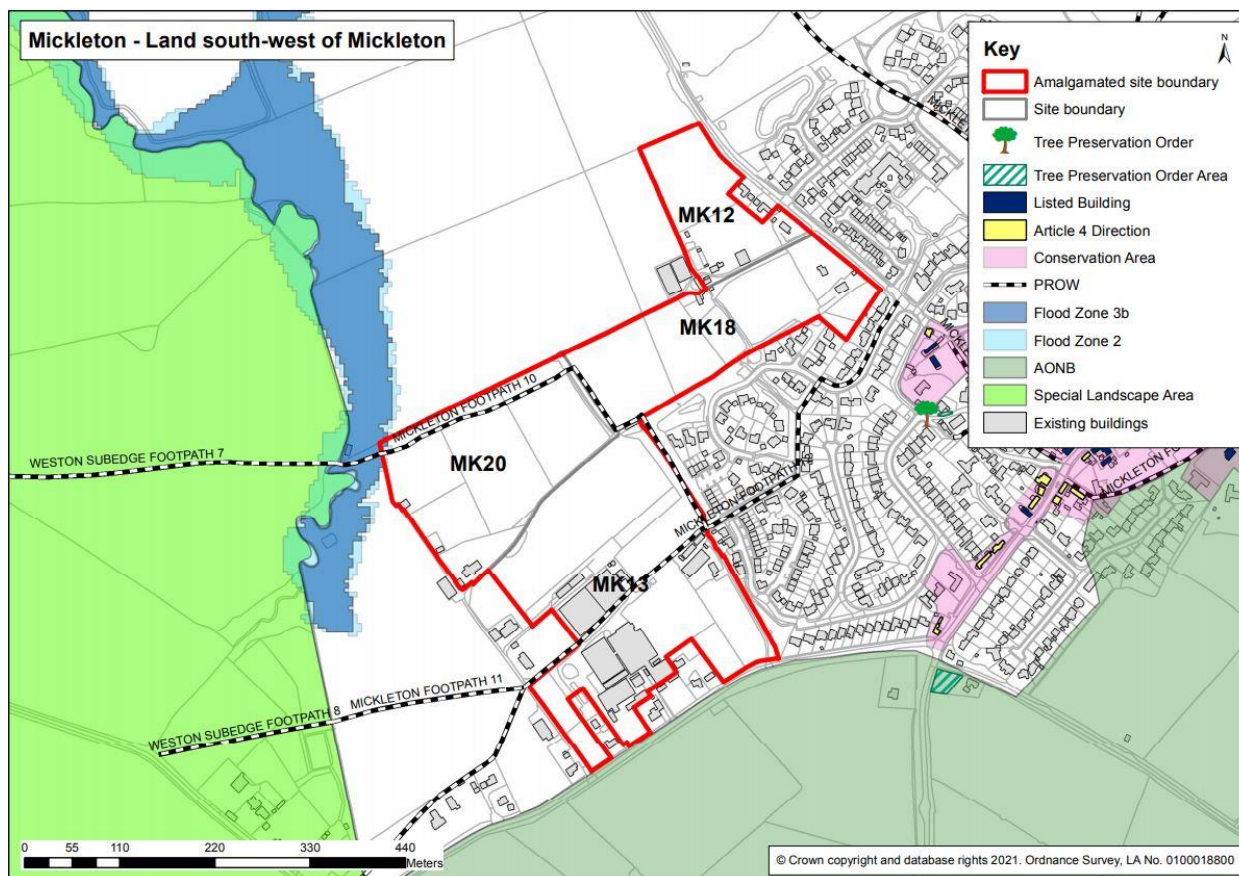 Mickleton - Land south-west of Mickleton
Key
N
Amalgamated site boundary
Site boundary
Tree Preservation Order
Tree Preservation Order Area
Listed Building
Article 4 Direction
Conservation Area
PROW
Flood Zone 3b
Flood Zone 2
AONB
Special Landscape Area
Existing buildings
MK12
MK18
MICKLETON FOOTPATH 10
WESTON SUBEDGE FOOTPATH 7
MK20
MICKLETON FOOTPATH
MK13
MICKLETON FOOTPATH 11
WESTON SUBEDGE FOOTPATH 8
0 55 110 220 330 440
Meters
© Crown copyright and database rights 2021. Ordnance Survey, LA No. 0100018800